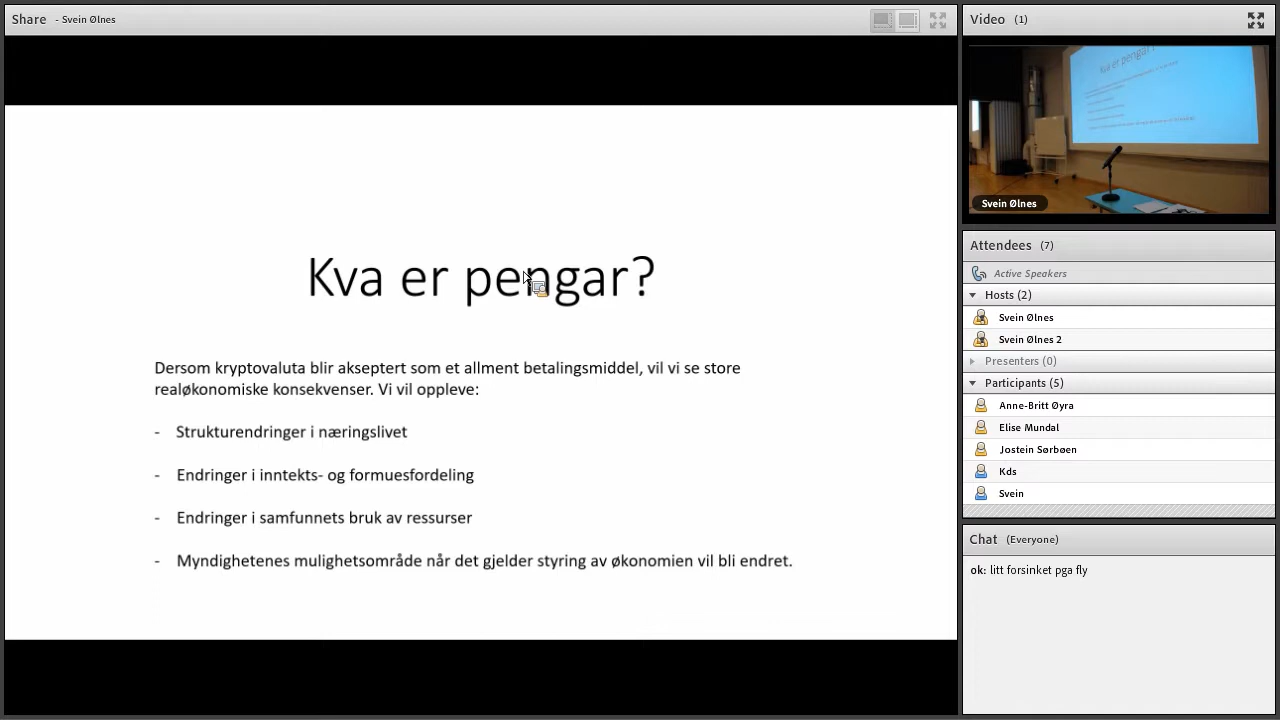 Share - Svein Ølnes
Kva er pengar?
Dersom kryptovaluta blir akseptert som et allment betalingsmiddel, vil vi se store
realøkonomiske konsekvenser. Vi vil oppleve:
- Strukturendringer i næringslivet
- Endringer i inntekts- og formuesfordeling
- Endringer i samfunnets bruk av ressurser
- Myndighetenes mulighetsområde når det gjelder styring av økonomien vil bli endret.
Video (1)
Kva er pengar?
Svein Ølnes
Attendees (7)
Active Speakers
Hosts (2)
Svein Ølnes
Svein Ølnes 2
Presenters (0)
Participants (5)
Anne-Britt Øyra
Elise Mundal
Jostein Sørbøen
Kds
Svein
Chat (Everyone)
ok: litt forsinket pga fly